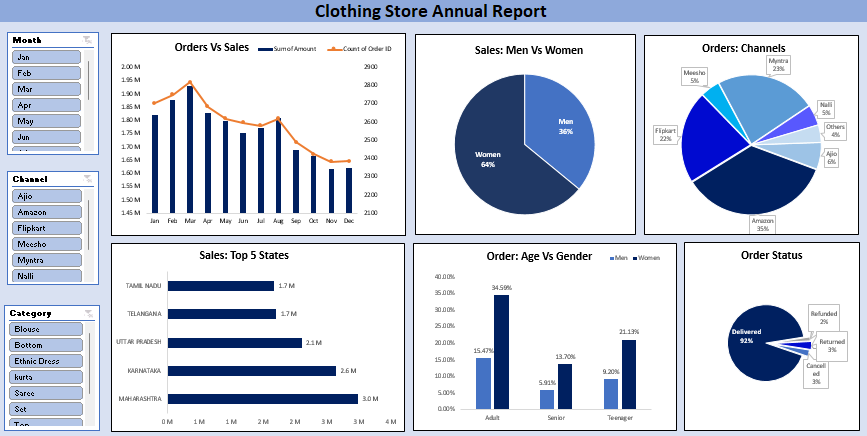 Clothing Store Annual Report
Month
Jan
Feb
Mar
Apr
May
Jun
Channel
Ajio
Amazon
Flipkart
Meesho
Myntra
Nalli
Category
Blouse
Bottom
Ethnic Dress
kurta
Saree
Set
Orders Vs Sales
Sum of Amount
Count of Order ID
2.00 M
1.95 M
1.90 M
1.85 M
1.80 M
1.75 M
1.70 M
1.65 M
1.60 M
1.55 M
1.50 M
1.45 M
2900
2800
2700
2600
2500
2400
2300
2200
2100
Jan Feb Mar Apr May Jun Jul Aug Sep Oct Nov Dec
Sales: Men Vs Women
Men
36%
Women
64%
Orders: Channels
Myntra
23%
Meesho
5%
Nalli
5%
Others
4%
Flipkart
22%
Ajio
6%
Amazon
35%
Sales: Top 5 States
TAMIL NADU
1.7 M
TELANGANA
1.7 M
UTTAR PRADESH
2.1 M
KARNATAKA
2.6 M
MAHARASHTRA
3.0 M
0 M 1 M 2 M 2 M 3 M 3 M 4 M
Order: Age Vs Gender
Men
Women
40.00%
35.00%
30.00%
25.00%
20.00%
15.00%
10.00%
5.00%
0.00%
15.47%
34.59%
5.91%
13.70%
9.20%
21.13%
Adult Senior Teenager
Order Status
Delivered
92%
Refunded
2%
Returned
3%
Cancell
ed
3%